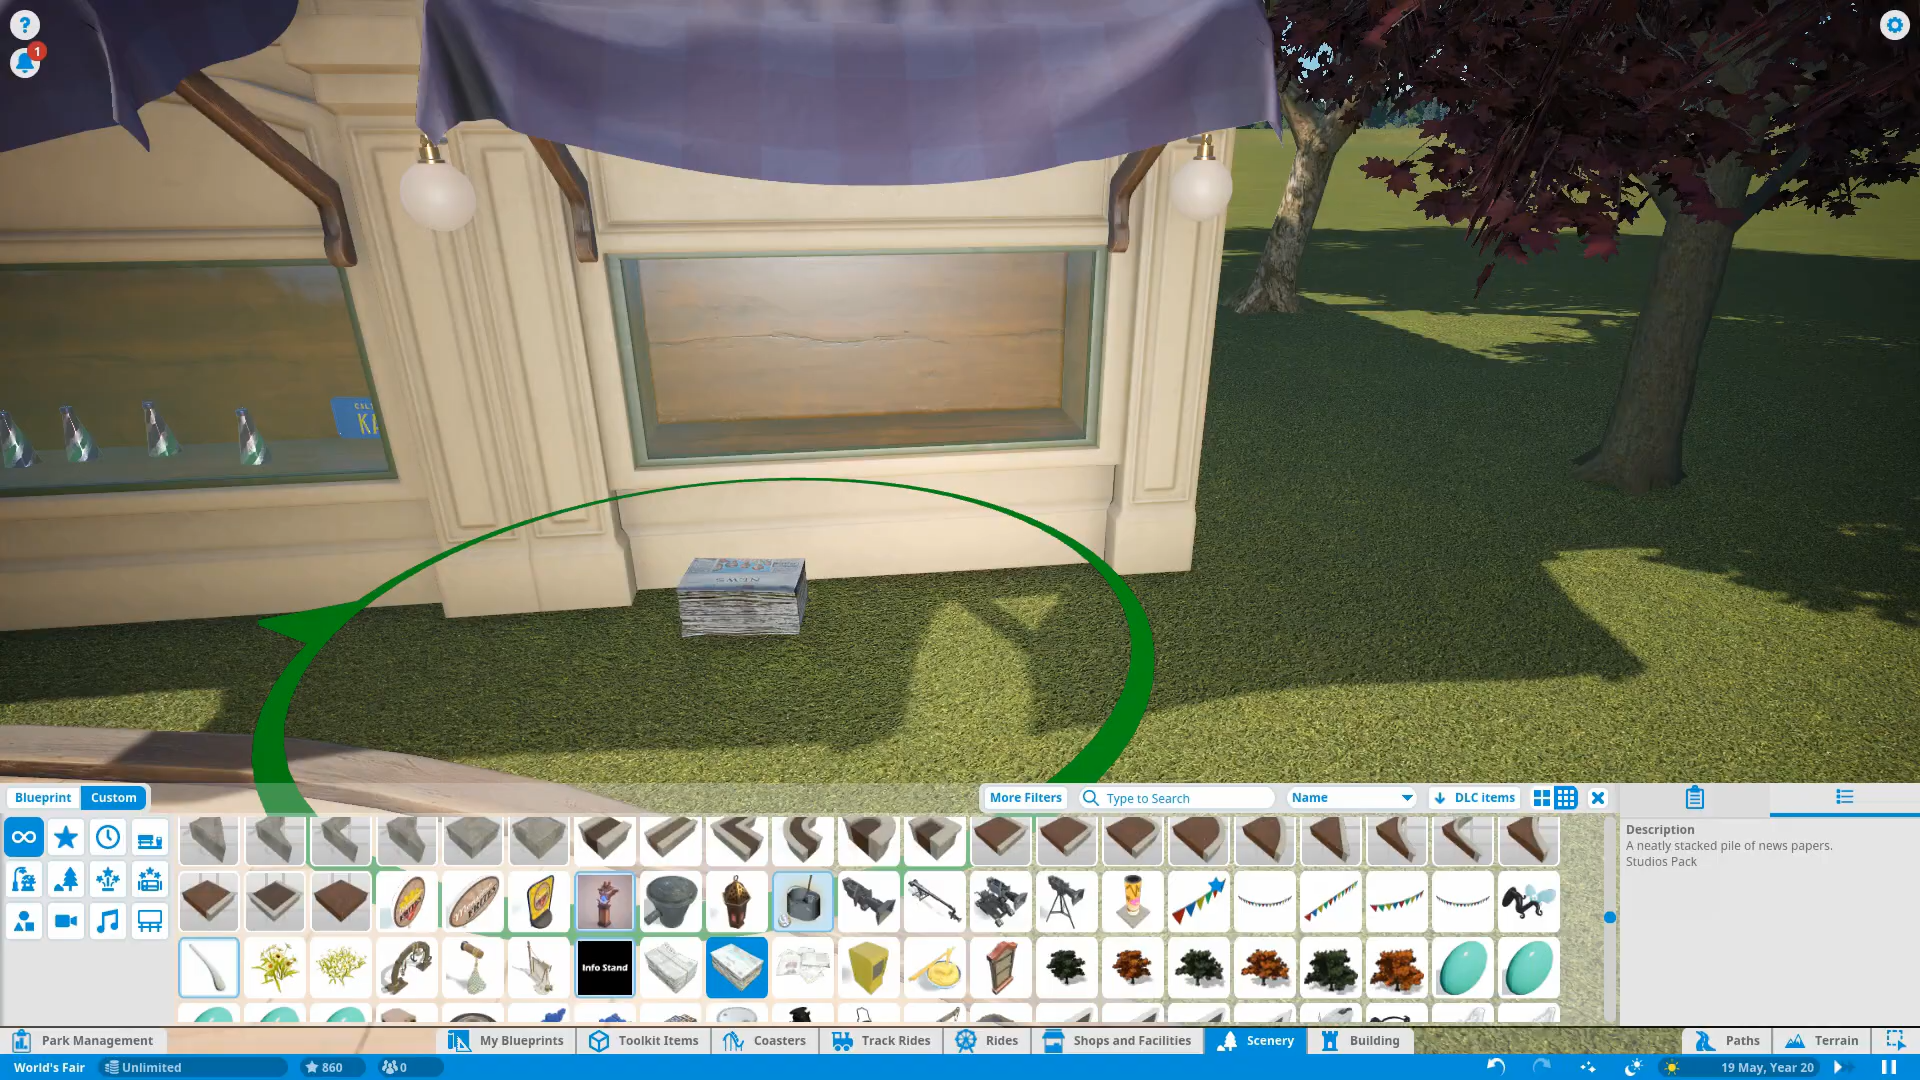 ?
1
NEWS
Blueprint
Custom
More Filters
Type to Search
Name
DLC items
Description
A neatly stacked pile of news papers.
Studios Pack
Info Stand
Park Management
My Blueprints
Toolkit Items
Coasters
Track Rides
Rides
Shops and Facilities
Scenery
Building
Paths
Terrain
World's Fair
Unlimited
860
0
19 May, Year 20